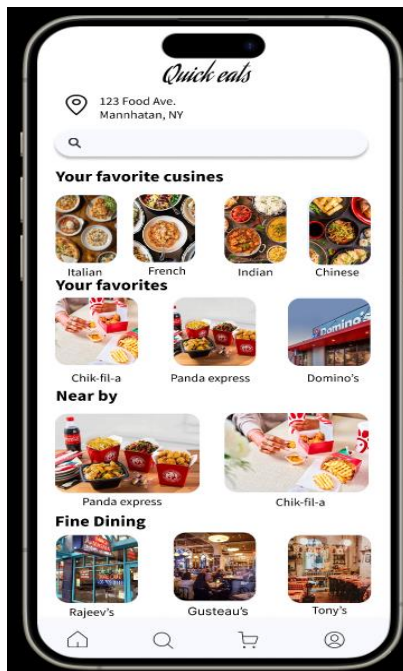 Quick eats
123 Food Ave.
Mannhatan, NY
Your favorite cusines
Italian French Indian Chinese
Your favorites
Domino's
Chik-fil-a Panda express Domino's
Near by
Panda express Chik-fil-a
Fine Dining
Rajeev's Gusteau's Tony's